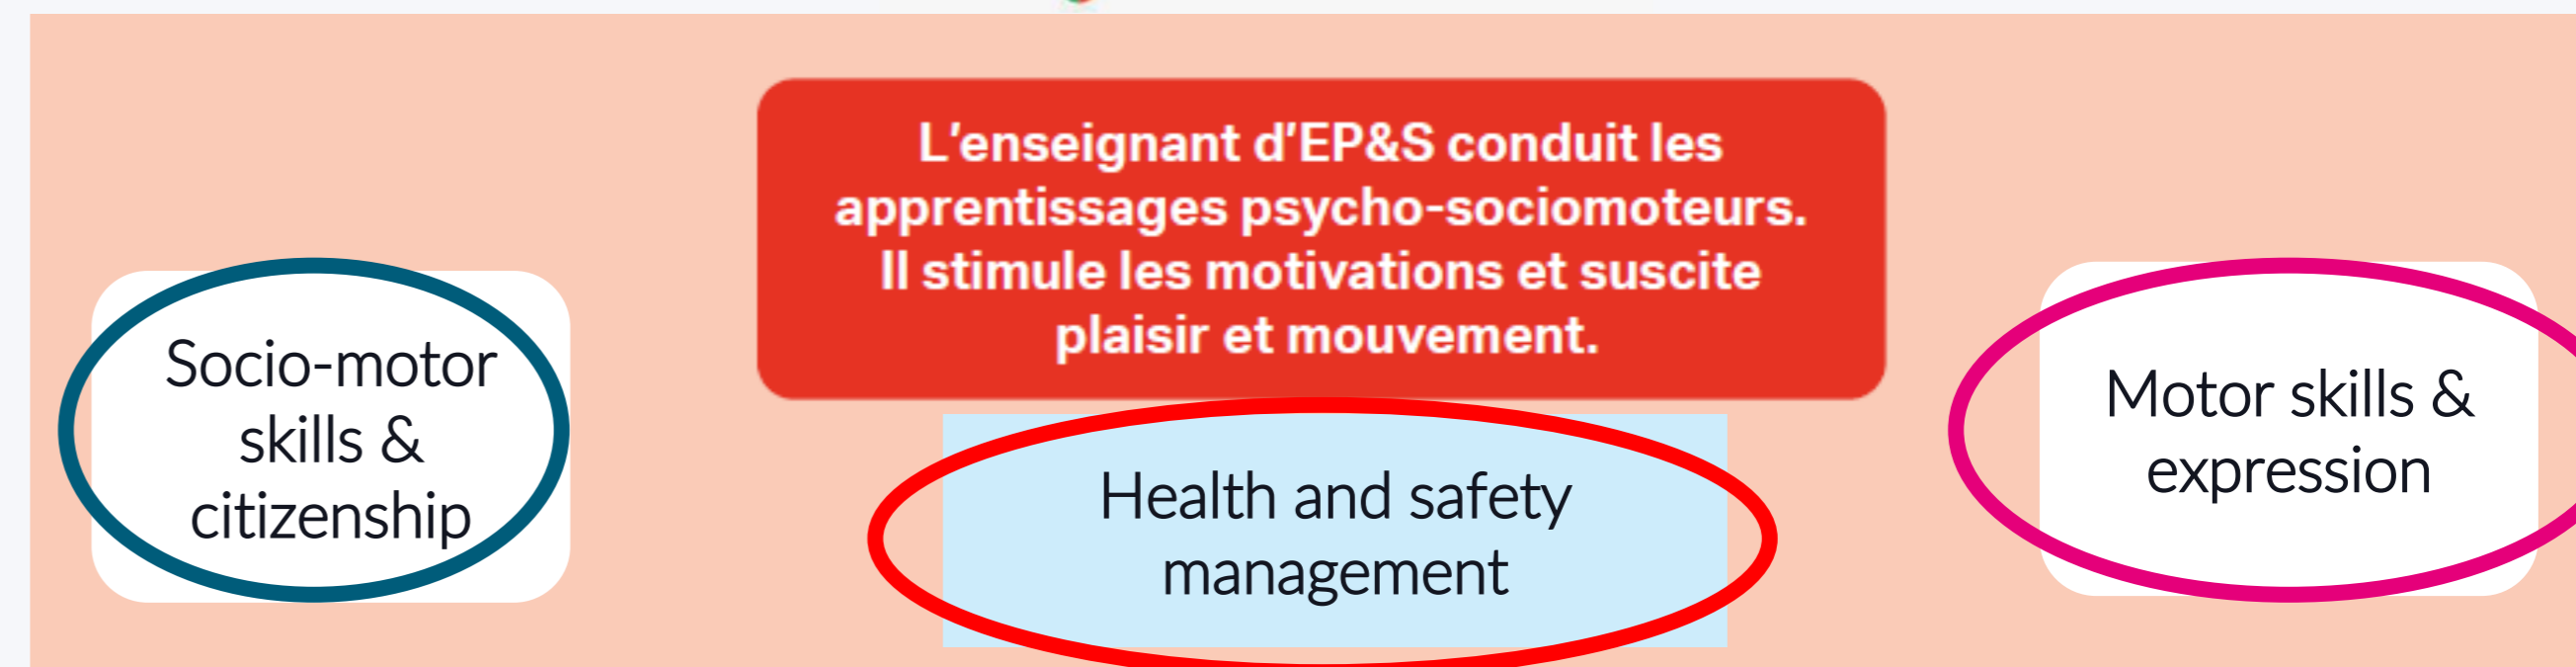 L'enseignant d'EP&S conduit les
apprentissages psycho-sociomoteurs.
Il stimule les motivations et suscite
plaisir et mouvement.
Socio-motor
skills &
citizenship
Health and safety
management
Motor skills &
expression